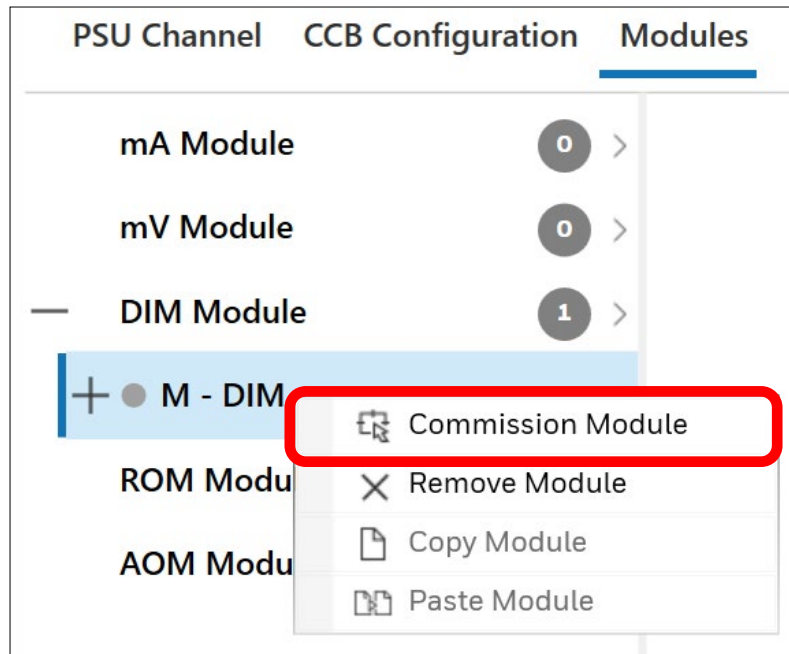 PSU Channel CCB Configuration Modules
mA Module 0
mV Module 0
DIM Module 1
M - DIM
Commission Module
ROM Modu
Remove Module
Copy Module
AOM Modu
Paste Module